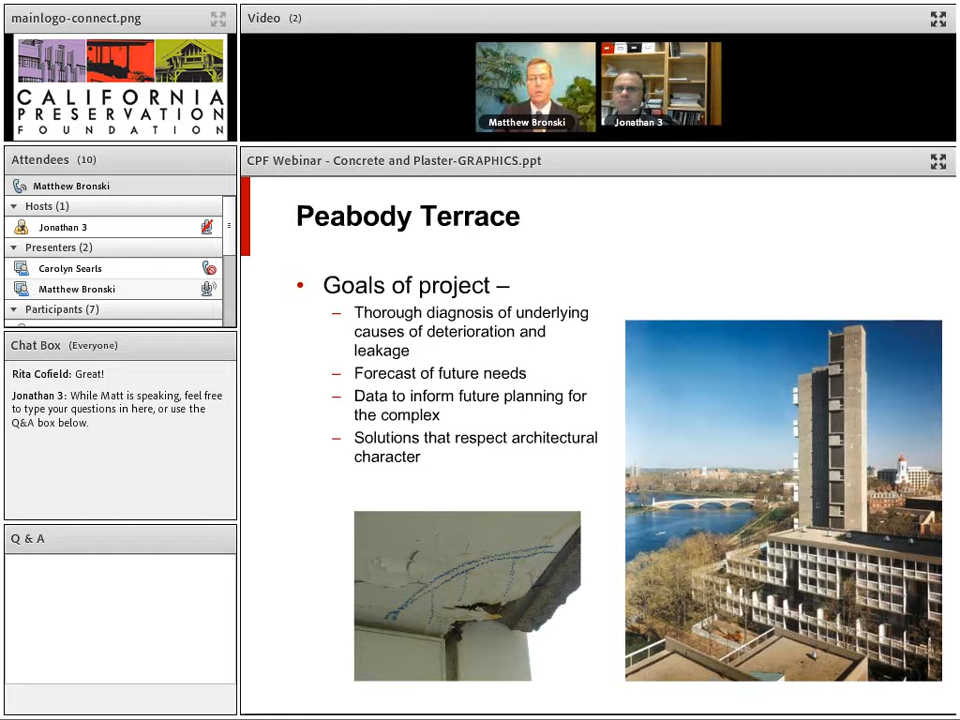 mainlogo-connect.png
CALIFORNIA
PRESERVATION
FOUNDATION
Video (2)
Matthew Bronski
Jonathan 3
Attendees (10)
Matthew Bronski
Hosts (1)
Jonathan 3
Presenters (2)
Carolyn Searls
Matthew Bronski
Participants (7)
Chat Box (Everyone)
Rita Cofield: Great!
Jonathan 3: While Matt is speaking, feel free
to type your questions in here, or use the
Q&A box below.
Q & A
CPF Webinar - Concrete and Plaster-GRAPHICS.ppt
Peabody Terrace
• Goals of project –
– Thorough diagnosis of underlying
causes of deterioration and
leakage
– Forecast of future needs
– Data to inform future planning for
the complex
– Solutions that respect architectural
character